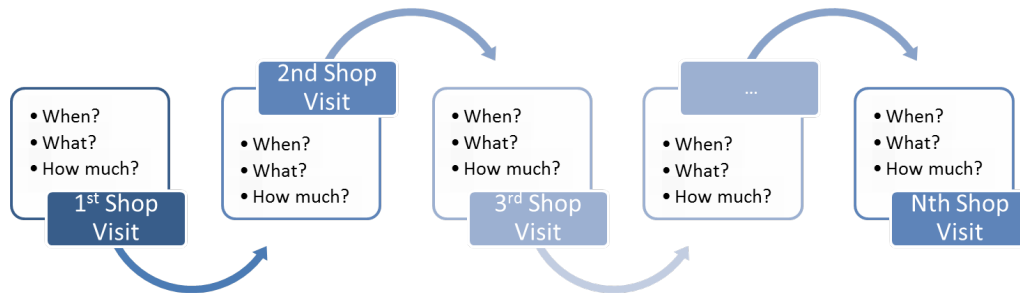 • When?
• What?
• How much?
1st Shop
Visit
2nd Shop
Visit
• When?
• What?
• How much?
• When?
• What?
• How much?
3rd Shop
Visit
...
• When?
• What?
• How much?
• When?
• What?
• How much?
Nth Shop
Visit